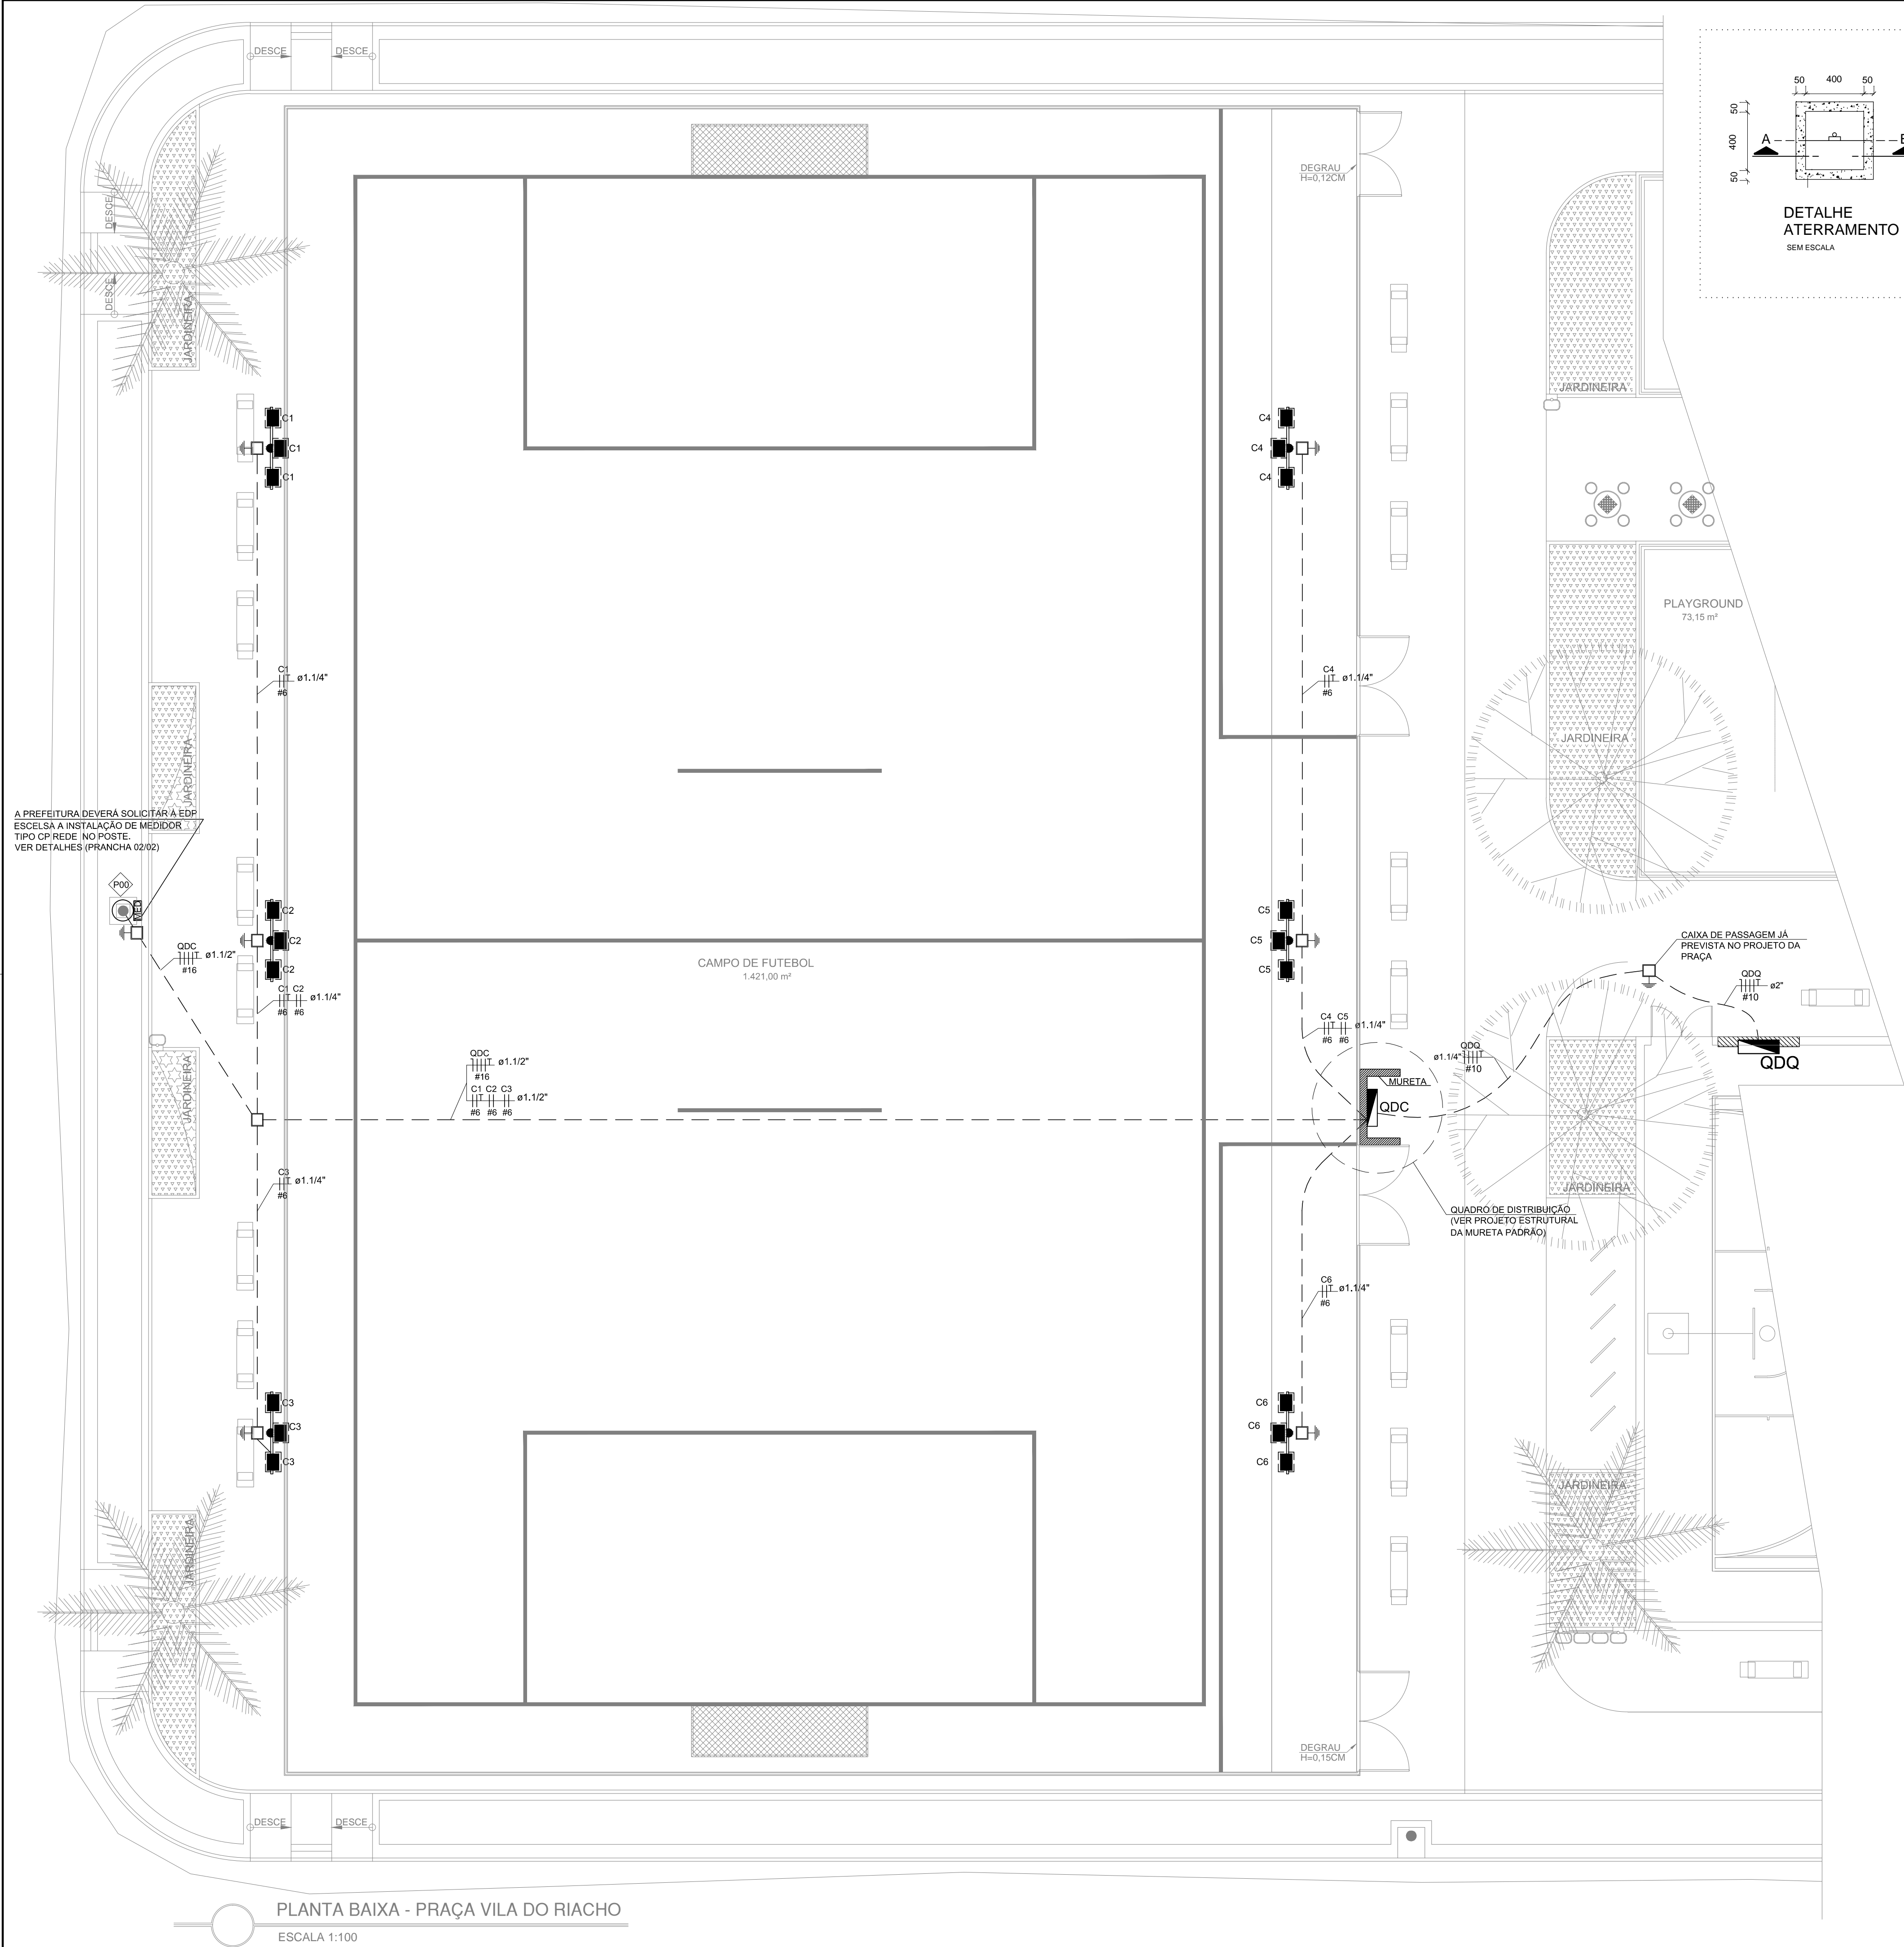 DESCE
DESCE
50 400 50
50
400
50
A
DETALHE
ATERRAMENTO
SEM ESCALA
DEGRAU
H=0,12CM
DESCE
DESCE
JARDINEIRA
JARDINEIRA
C1
C1
C1
C4
C4
C4
PLAYGROUND
73,15 m²
C1
ø1.1/4"
#6
C4
ø1.1/4"
#6
JARDINEIRA
JARDINEIRA
A PREFEITURA DEVERÁ SOLICITAR À EDP
ESCELSA A INSTALAÇÃO DE MEDIDOR
TIPO CP REDE NO POSTE.
VER DETALHES (PRANCHA 02/02)
P00
MED
C2
C2
C2
C5
C5
C5
QDC
ø1.1/2"
#16
CAMPO DE FUTEBOL
1.421,00 m²
CAIXA DE PASSAGEM JÁ
PREVISTA NO PROJETO DA
PRAÇA
QDQ
ø2"
#10
C1 C2
ø1.1/4"
#6 #6
C4 C5
ø1.1/4"
#6 #6
QDC
ø1.1/2"
#16
C1 C2 C3
ø1.1/2"
#6 #6 #6
QDQ
ø1.1/4"
#10
QDQ
MURETA
QDC
JARDINEIRA
C3
ø1.1/4"
#6
JARDINEIRA
QUADRO DE DISTRIBUIÇÃO
(VER PROJETO ESTRUTURAL
DA MURETA PADRÃO)
C6
ø1.1/4"
#6
C3
C3
C3
C6
C6
C6
JARDINEIRA
JARDINEIRA
DEGRAU
H=0,15CM
DESCE
DESCE
PLANTA BAIXA - PRAÇA VILA DO RIACHO
ESCALA 1:100